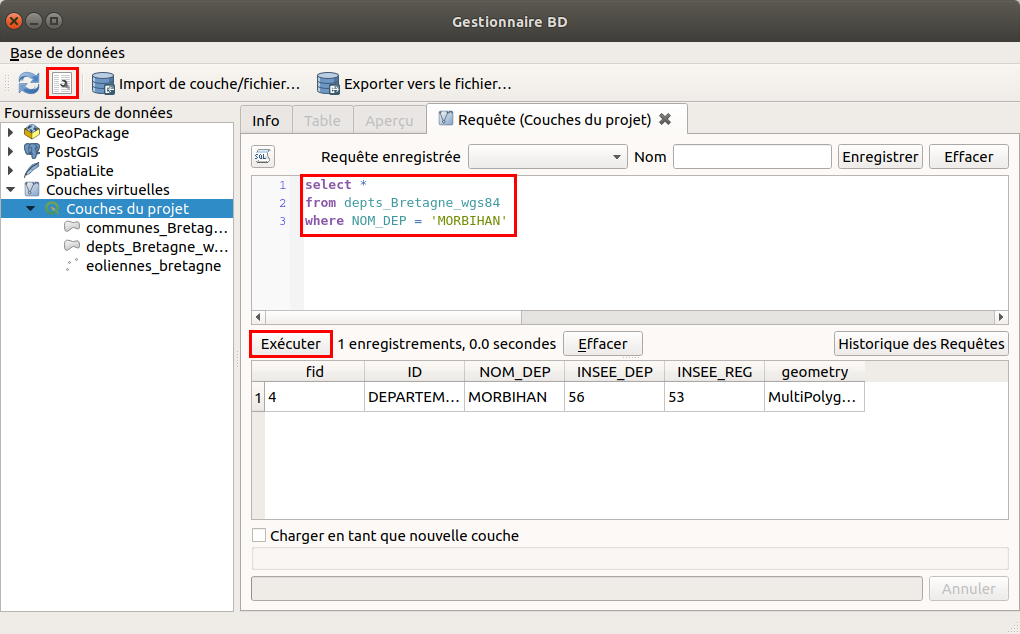 Gestionnaire BD
Base de données
Import de couche/fichier...
Exporter vers le fichier...
Fournisseurs de données
GeoPackage
PostGIS
SpatiaLite
Couches virtuelles
Couches du projet
communes_Bretag...
depts_Bretagne_w...
eoliennes_bretagne
Info
Table
Aperçu
Requête (Couches du projet)
SQL
Requête enregistrée
Nom
Enregistrer
Effacer
1 select *
2 from depts_Bretagne_wgs84
3 where NOM_DEP = 'MORBIHAN'
Exécuter
1 enregistrements, 0.0 secondes
Effacer
Historique des Requêtes
fid ID NOM_DEP INSEE_DEP INSEE_REG geometry
1 4 DEPARTEM... MORBIHAN 56 53 MultiPolyg...
Charger en tant que nouvelle couche
Annuler